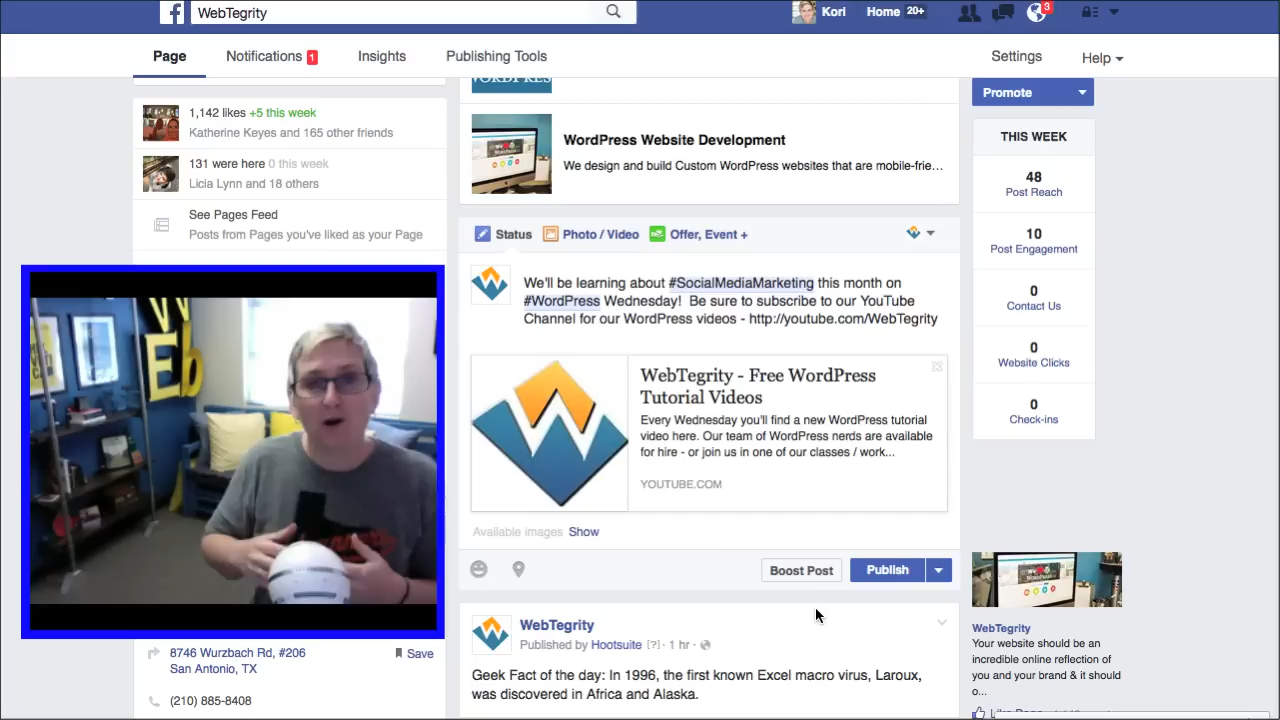 WebTegrity
Kori
Home 20+
3
Page
Notifications 1
Insights
Publishing Tools
Settings
Help
1,142 likes +5 this week
Katherine Keyes and 165 other friends
131 were here 0 this week
Licia Lynn and 18 others
See Pages Feed
Posts from Pages you've liked as your Page
WEb
8746 Wurzbach Rd, #206
San Antonio, TX
Save
(210) 885-8408
WordPress Website Development
We design and build Custom WordPress websites that are mobile-frie...
Status
Photo / Video
Offer, Event +
We'll be learning about #SocialMediaMarketing this month on
#WordPress Wednesday!  Be sure to subscribe to our YouTube
Channel for our WordPress videos - http://youtube.com/WebTegrity
WebTegrity - Free WordPress
Tutorial Videos
Every Wednesday you'll find a new WordPress tutorial
video here. Our team of WordPress nerds are available
for hire - or join us in one of our classes / work...
YOUTUBE.COM
Available images Show
Boost Post
Publish
WebTegrity
Published by Hootsuite [?] · 1 hr ·
Geek Fact of the day: In 1996, the first known Excel macro virus, Laroux,
was discovered in Africa and Alaska.
Promote
THIS WEEK
48
Post Reach
10
Post Engagement
0
Contact Us
0
Website Clicks
0
Check-ins
WebTegrity
Your website should be an
incredible online reflection of
you and your brand & it should
o...